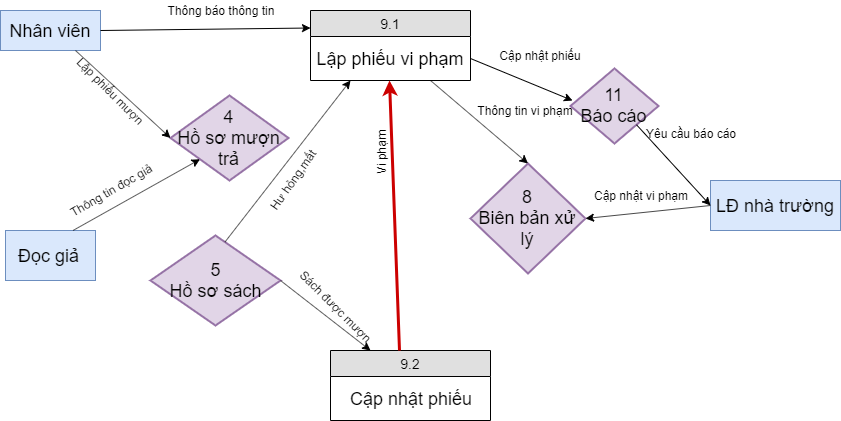 Thông báo thông tin
Nhân viên
9.1
Lập phiếu vi phạm
Cập nhật phiếu
Lập phiếu mượn
4
Hồ sơ mượn
trả
Thông tin vi phạm
11
Báo cáo
Yêu cầu báo cáo
Vi phạm
Hư hỏng,mất
Thông tin đọc giả
8
Biên bản xử
lý
Cập nhật vi phạm
LĐ nhà trường
Đọc giả
5
Hồ sơ sách
Sách được mượn
9.2
Cập nhật phiếu